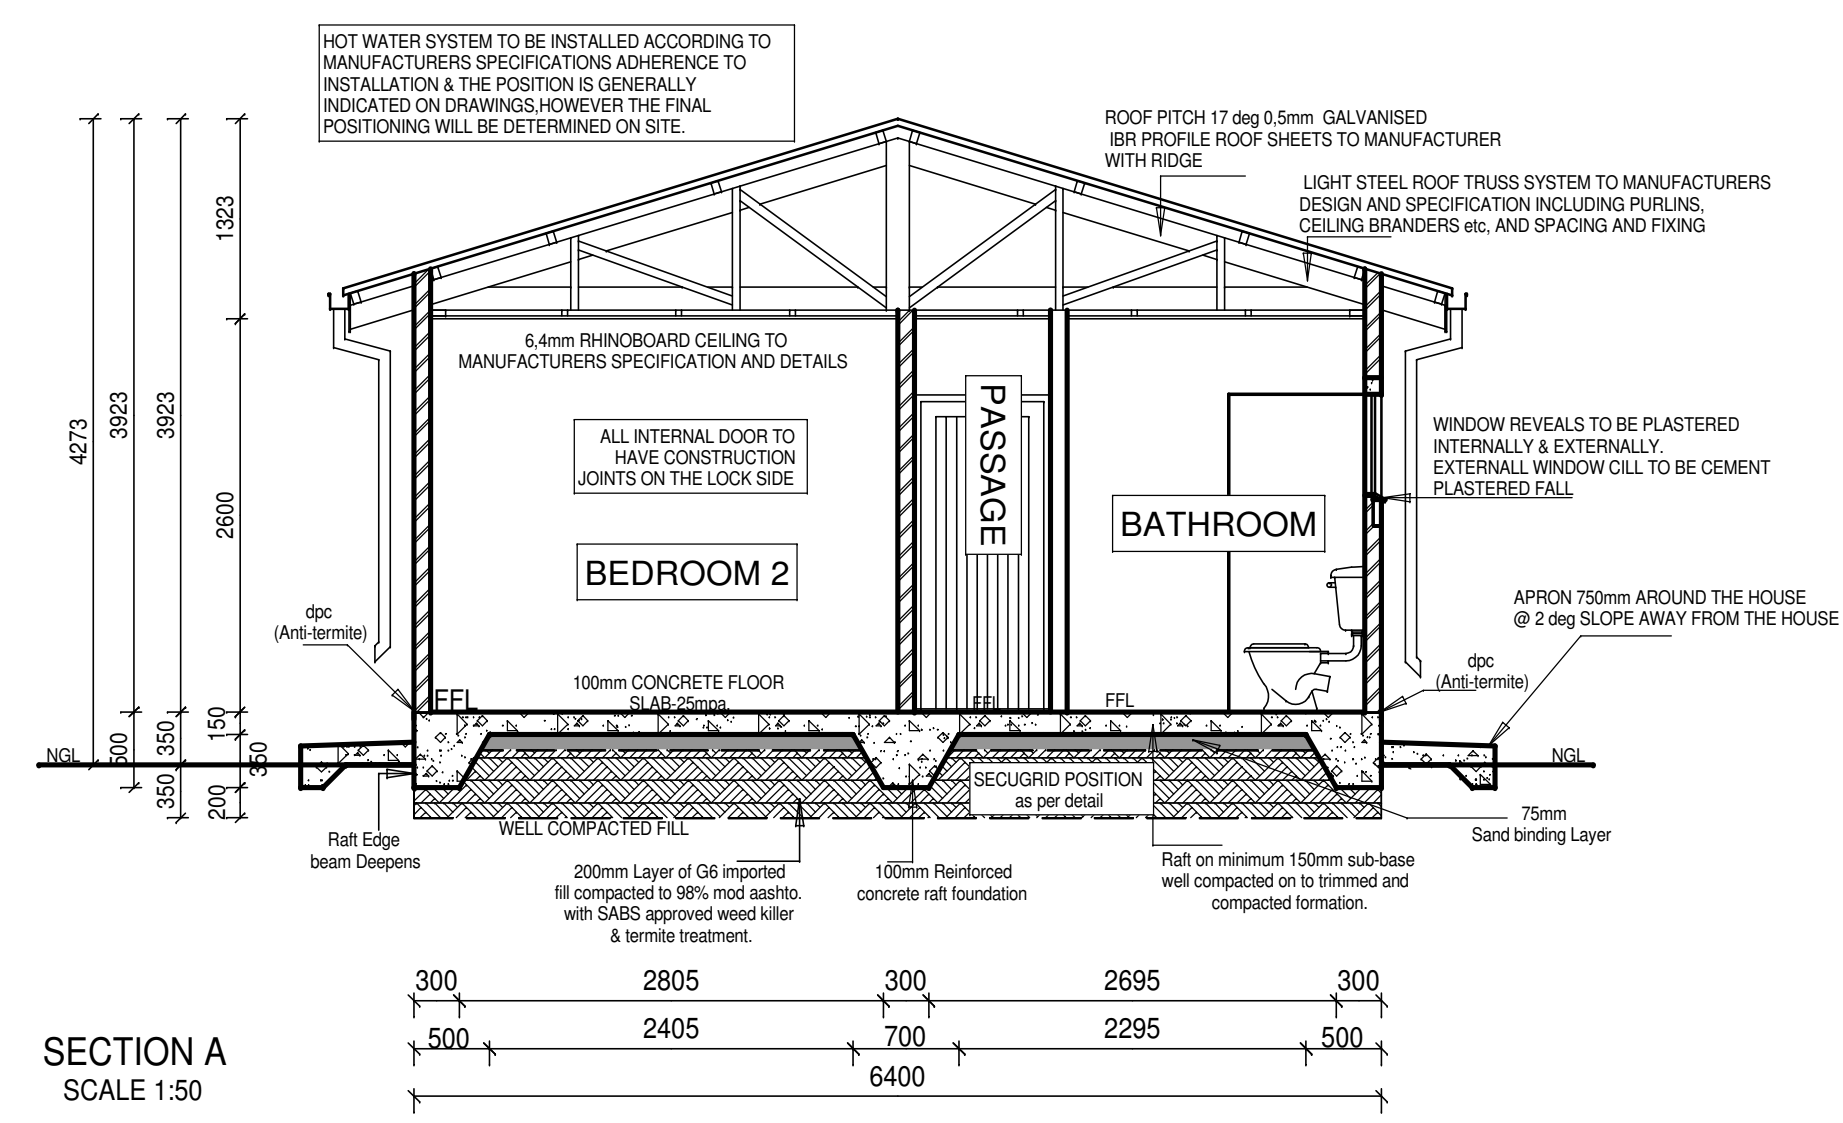 HOT WATER SYSTEM TO BE INSTALLED ACCORDING TO
MANUFACTURERS SPECIFICATIONS ADHERENCE TO
INSTALLATION & THE POSITION IS GENERALLY
INDICATED ON DRAWINGS,HOWEVER THE FINAL
POSITIONING WILL BE DETERMINED ON SITE.
ROOF PITCH 17 deg 0,5mm GALVANISED
IBR PROFILE ROOF SHEETS TO MANUFACTURER
WITH RIDGE
LIGHT STEEL ROOF TRUSS SYSTEM TO MANUFACTURERS
DESIGN AND SPECIFICATION INCLUDING PURLINS,
CEILING BRANDERS etc, AND SPACING AND FIXING
4273
3923
3923
1323
2600
500
350
350
150
350
200
6,4mm RHINOBOARD CEILING TO
MANUFACTURERS SPECIFICATION AND DETAILS
ALL INTERNAL DOOR TO
HAVE CONSTRUCTION
JOINTS ON THE LOCK SIDE
PASSAGE
WINDOW REVEALS TO BE PLASTERED
INTERNALLY & EXTERNALLY.
EXTERNALL WINDOW CILL TO BE CEMENT
PLASTERED FALL
BATHROOM
BEDROOM 2
dpc
(Anti-termite)
APRON 750mm AROUND THE HOUSE
@ 2 deg SLOPE AWAY FROM THE HOUSE
dpc
(Anti-termite)
100mm CONCRETE FLOOR
SLAB-25mpa.
FFL
FFL
FFL
NGL
NGL
SECUGRID POSITION
as per detail
WELL COMPACTED FILL
75mm
Sand binding Layer
Raft Edge
beam Deepens
200mm Layer of G6 imported
fill compacted to 98% mod aashto.
with SABS approved weed killer
& termite treatment.
100mm Reinforced
concrete raft foundation
Raft on minimum 150mm sub-base
well compacted on to trimmed and
compacted formation.
300 2805 300 2695 300
500 2405 700 2295 500
6400
SECTION A
SCALE 1:50